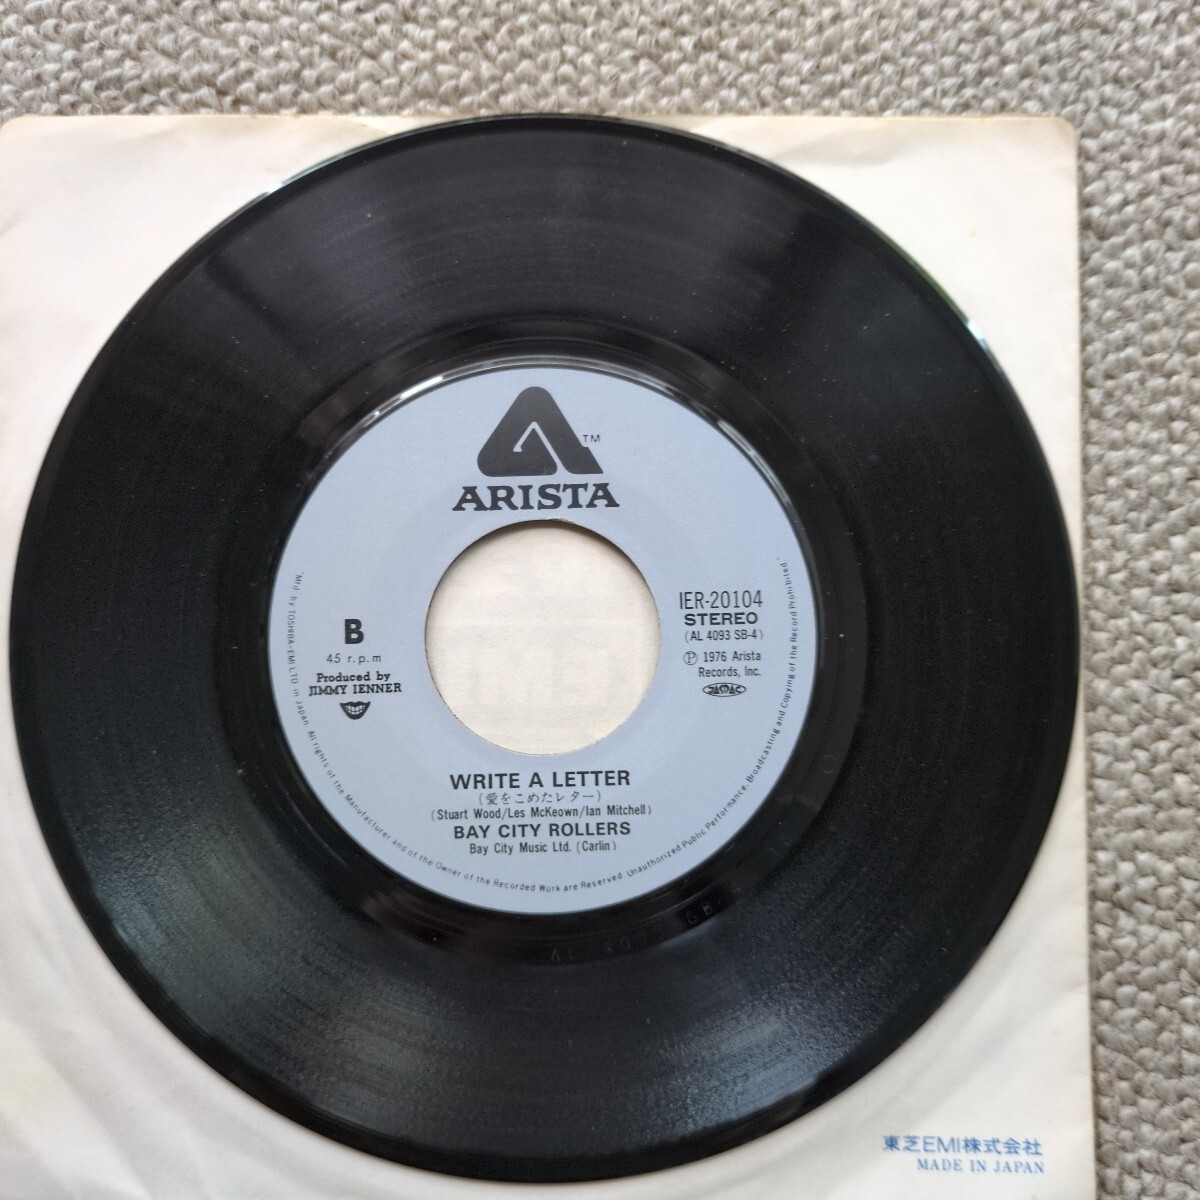 TM
ARISTA
IER-20104
STEREO
(AL 4093 SB-4)
Ⓟ 1976 Arista
Records, Inc.
JASRAC
B
45 r.p.m
Produced by
JIMMY IENNER
WRITE A LETTER
(愛をこめたレター)
(Stuart Wood/Les McKeown/Ian Mitchell)
BAY CITY ROLLERS
Bay City Music Ltd. (Carlin)
"Mfd. by TOSHIBA-EMI LTD. in Japan. All rights of the Manufacturer and of the Owner of the Recorded Work are Reserved. Unauthorized Public Performance, Broadcasting and Copying of the Record Prohibited."
東芝EMI株式会社
MADE IN JAPAN